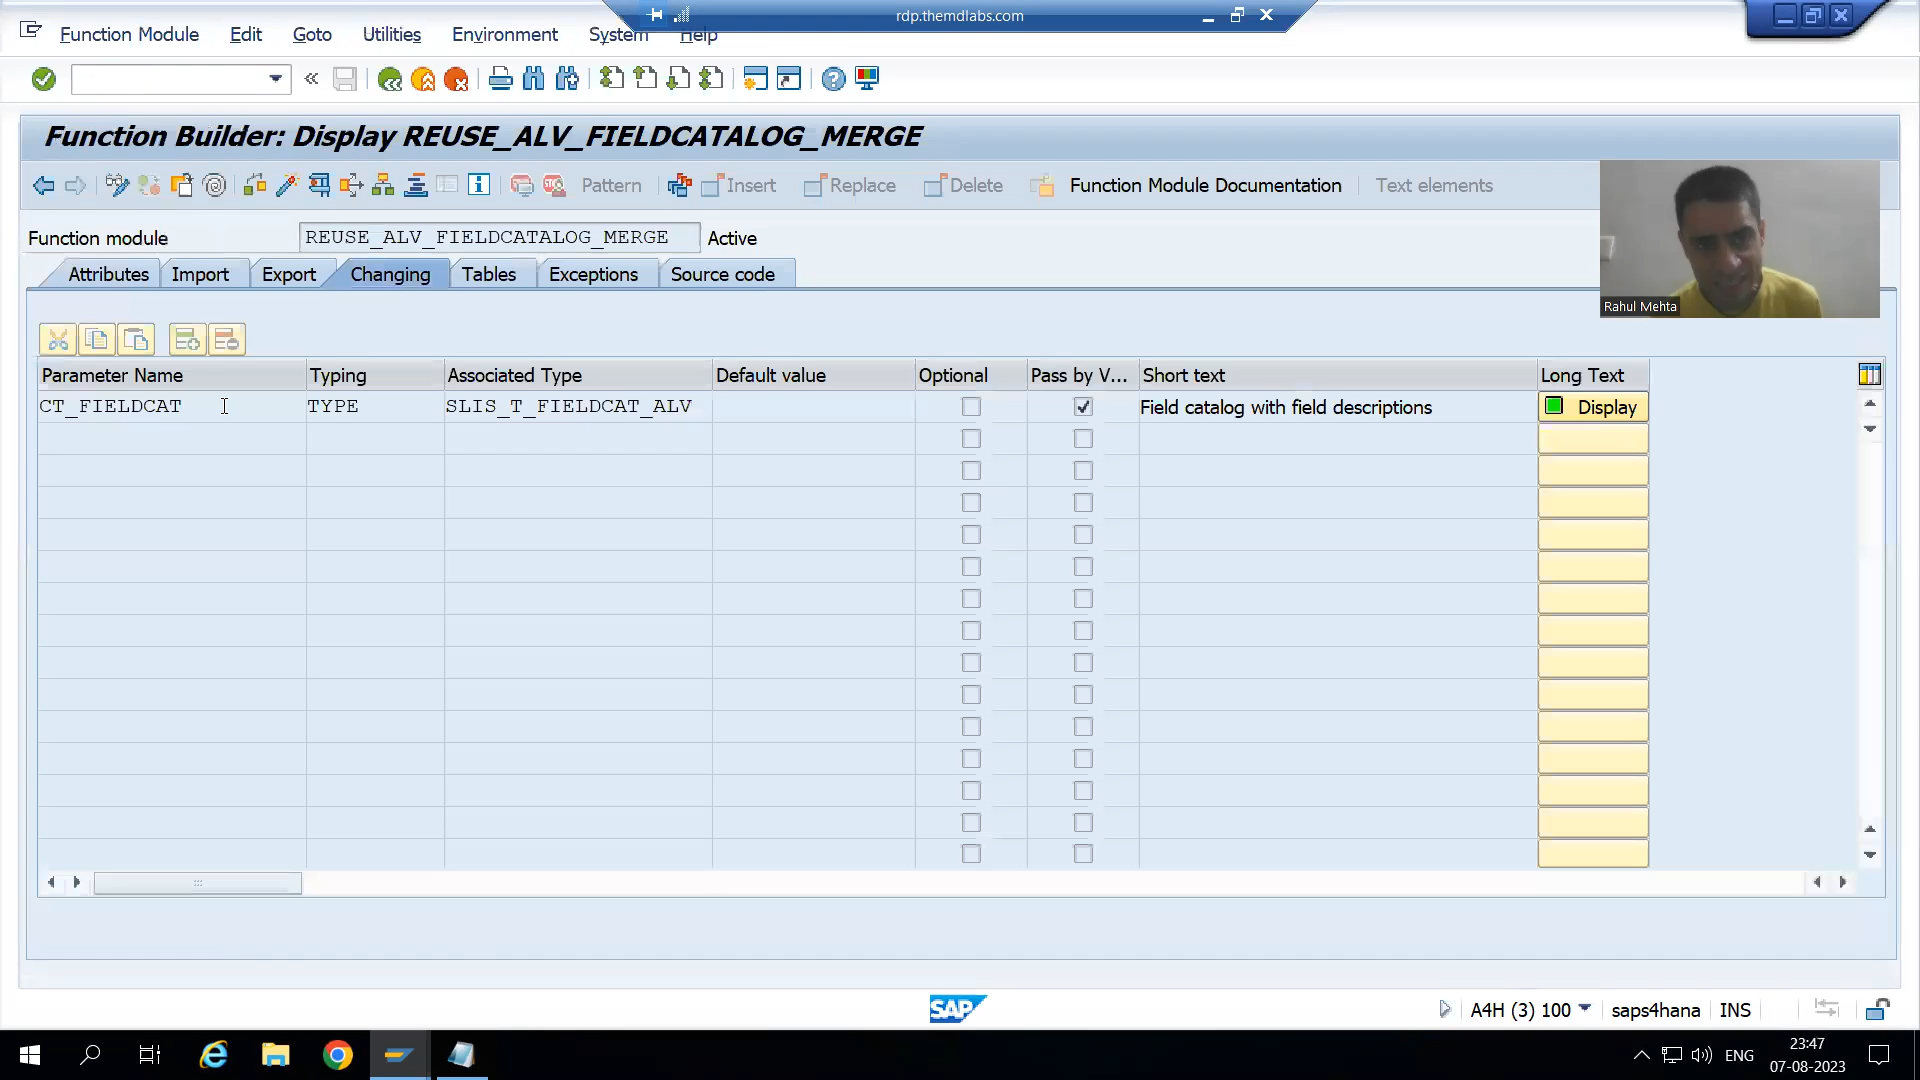 rdp.themdlabs.com
Function Module Edit Goto Utilities Environment System Help
Function Builder: Display REUSE_ALV_FIELDCATALOG_MERGE
Pattern Insert Replace Delete Function Module Documentation Text elements
Function module REUSE_ALV_FIELDCATALOG_MERGE Active
Attributes Import Export Changing Tables Exceptions Source code
Rahul Mehta
Parameter Name Typing Associated Type Default value Optional Pass by V... Short text Long Text
CT_FIELDCAT TYPE SLIS_T_FIELDCAT_ALV Field catalog with field descriptions Display
SAP A4H (3) 100 saps4hana INS
ENG 23:47
07-08-2023